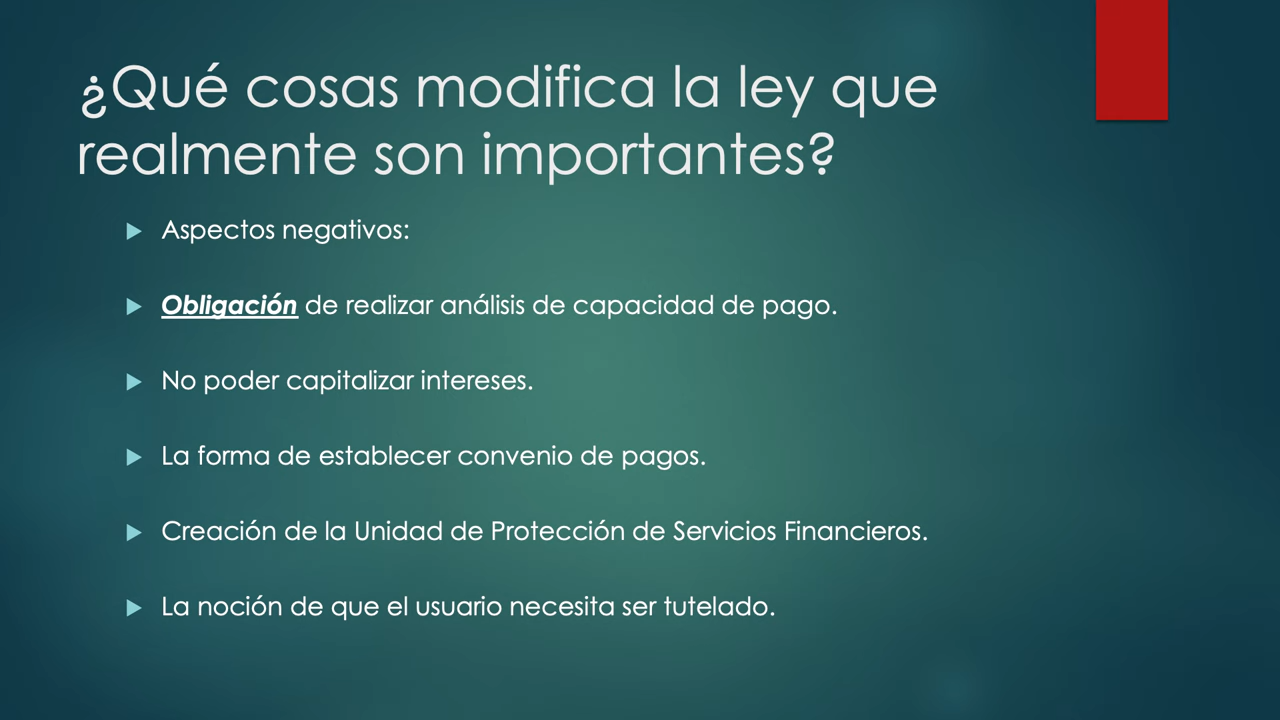 ¿Qué cosas modifica la ley que
realmente son importantes?
Aspectos negativos:
Obligación de realizar análisis de capacidad de pago.
No poder capitalizar intereses.
La forma de establecer convenio de pagos.
Creación de la Unidad de Protección de Servicios Financieros.
La noción de que el usuario necesita ser tutelado.